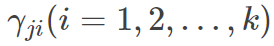 γ_{ji}(i = 1, 2, . . . , k)